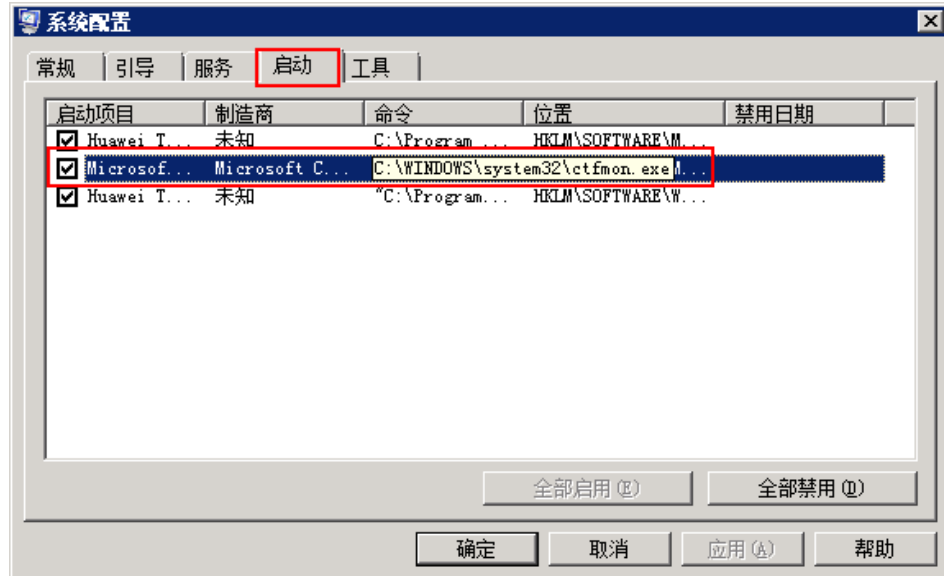 系统配置
常规 引导 服务 启动 工具
启动项目 制造商 命令 位置 禁用日期
Huawei T... 未知 C:\Program ... HKLM\SOFTWARE\M...
Microsof... Microsoft C... C:\WINDOWS\system32\ctfmon.exe M...
Huawei T... 未知 "C:\Program... HKLM\SOFTWARE\W...
全部启用(E) 全部禁用(D)
确定 取消 应用(A) 帮助